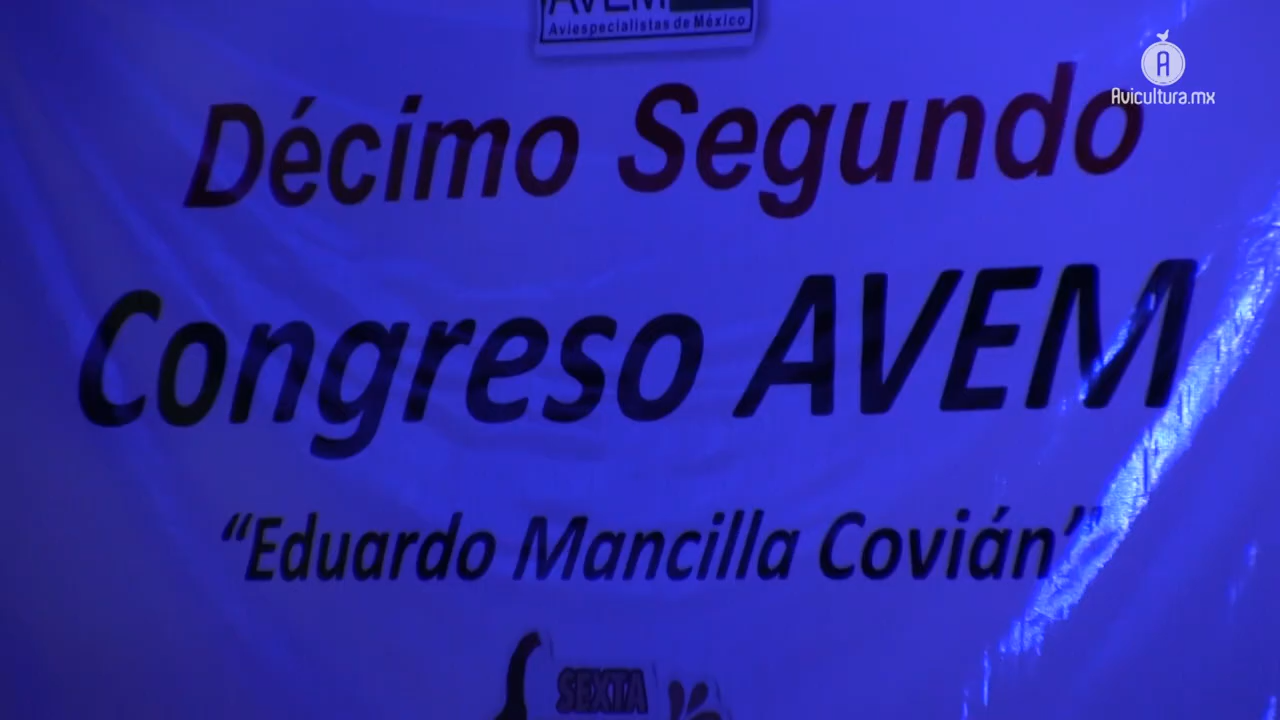 AVEM
Aviespecialistas de México
A
Avicultura.mx
Décimo Segundo
Congreso AVEM
“Eduardo Mancilla Covián”
SEXTA